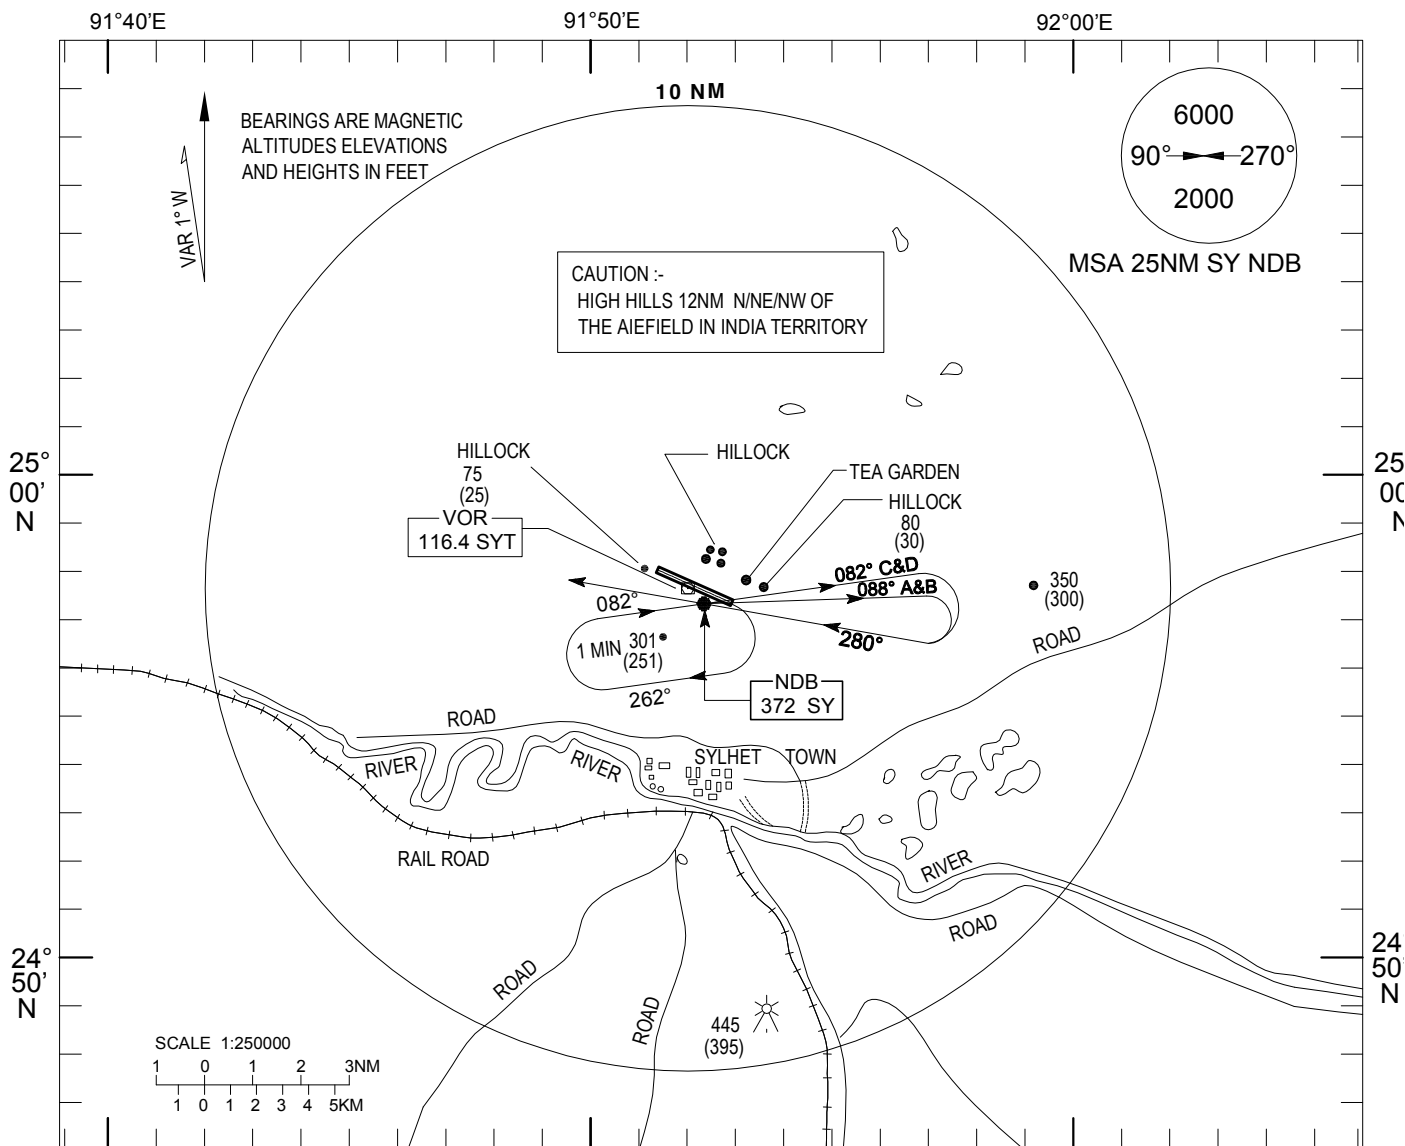 91°40'E
91°50'E
92°00'E
10 NM
BEARINGS ARE MAGNETIC
ALTITUDES ELEVATIONS
AND HEIGHTS IN FEET
VAR 1° W
6000
90° 270°
2000
MSA 25NM SY NDB
CAUTION :-
HIGH HILLS 12NM N/NE/NW OF
THE AIEFIELD IN INDIA TERRITORY
25°
00'
N
HILLOCK
75
(25)
HILLOCK
TEA GARDEN
HILLOCK
80
(30)
25
00'
N
VOR
116.4 SYT
082° C&D
088° A&B
280°
350
(300)
082°
1 MIN
301
(251)
262°
NDB
372 SY
ROAD
ROAD
RIVER
RIVER
SYLHET TOWN
RAIL ROAD
RIVER
ROAD
24°
50'
N
ROAD
ROAD
24°
50'
N
445
(395)
SCALE 1:250000
1 0 1 2 3NM
1 0 1 2 3 4 5KM